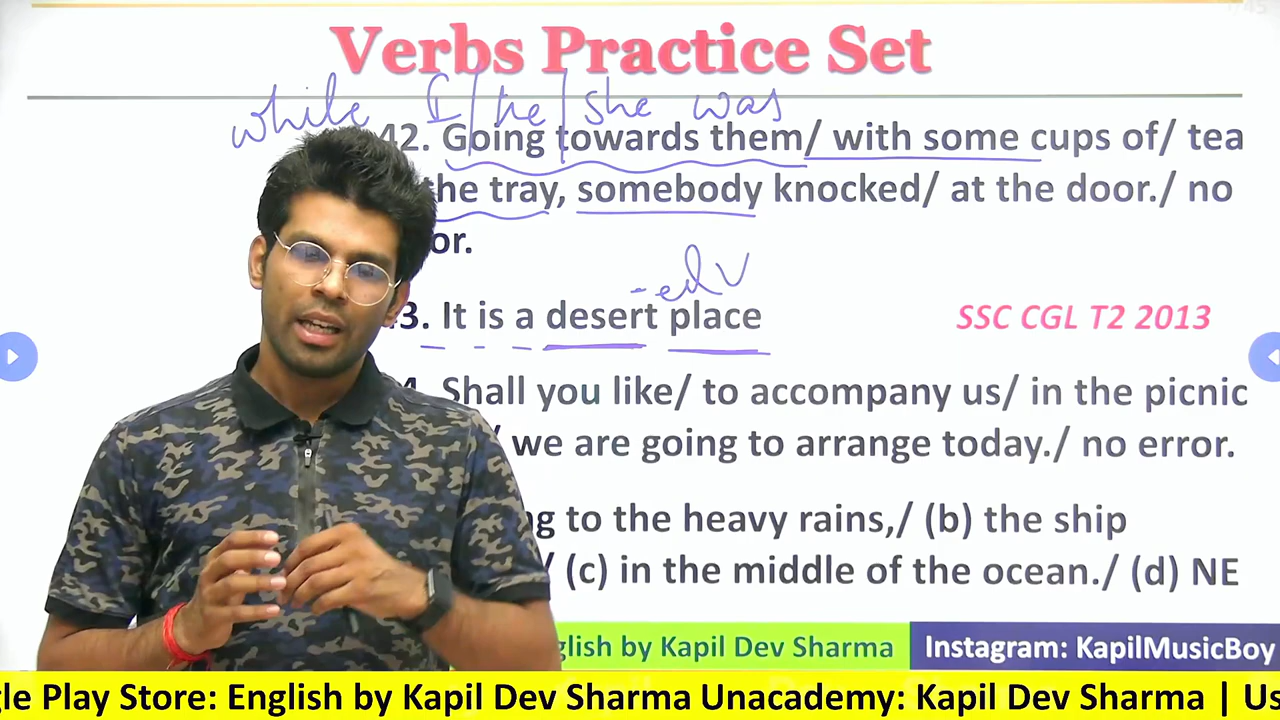 Verbs Practice Set
while I/he/she was
42. Going towards them/ with some cups of/ tea
the tray, somebody knocked/ at the door./ no
or.
-ed V
3. It is a desert place SSC CGL T2 2013
4. Shall you like/ to accompany us/ in the picnic
/ we are going to arrange today./ no error.
ng to the heavy rains,/ (b) the ship
/ (c) in the middle of the ocean./ (d) NE
glish by Kapil Dev Sharma Instagram: KapilMusicBoy
gle Play Store: English by Kapil Dev Sharma Unacademy: Kapil Dev Sharma | Us